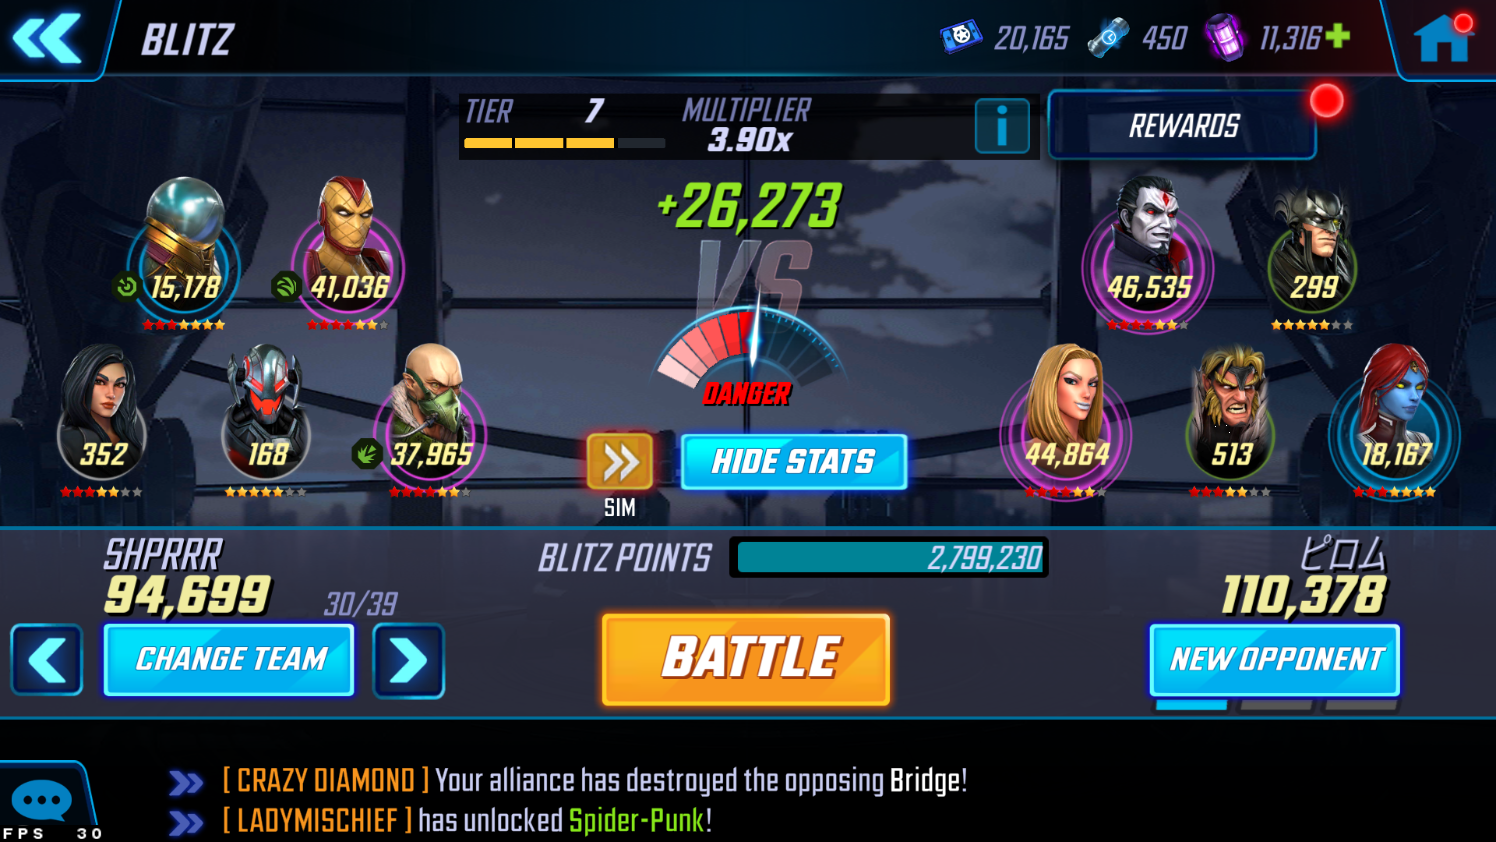 BLITZ
20,165
450
11,316
TIER 7
MULTIPLIER
3.90x
i
REWARDS
+26,273
VS
15,178
41,036
46,535
299
DANGER
352
168
37,965
44,864
513
18,167
HIDE STATS
SIM
SHPRRR
94,699
30/39
BLITZ POINTS
2,799,230
ピロム
110,378
CHANGE TEAM
BATTLE
NEW OPPONENT
[ CRAZY DIAMOND ] Your alliance has destroyed the opposing Bridge!
[ LADYMISCHIEF ] has unlocked Spider-Punk!
FPS 30